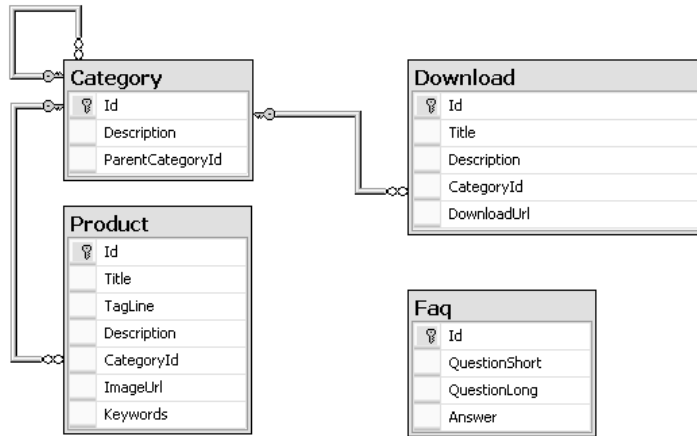 Category
Id
Description
ParentCategoryId
Product
Id
Title
TagLine
Description
CategoryId
ImageUrl
Keywords
Download
Id
Title
Description
CategoryId
DownloadUrl
Faq
Id
QuestionShort
QuestionLong
Answer